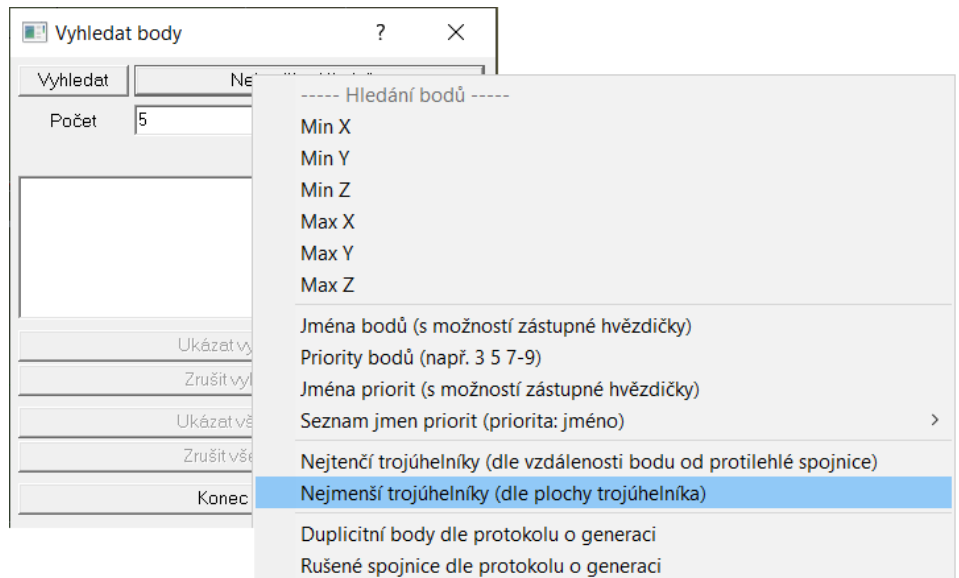 Vyhledat body
?
Vyhledat
Počet
5
----- Hledání bodů -----
Min X
Min Y
Min Z
Max X
Max Y
Max Z
Jména bodů (s možností zástupné hvězdičky)
Priority bodů (např. 3 5 7-9)
Jména priorit (s možností zástupné hvězdičky)
Seznam jmen priorit (priorita: jméno)
Nejtenčí trojúhelníky (dle vzdálenosti bodu od protilehlé spojnice)
Nejmenší trojúhelníky (dle plochy trojúhelníka)
Duplicitní body dle protokolu o generaci
Rušené spojnice dle protokolu o generaci
Ukázat
Zrušit
Ukázat
Zrušit
Konec